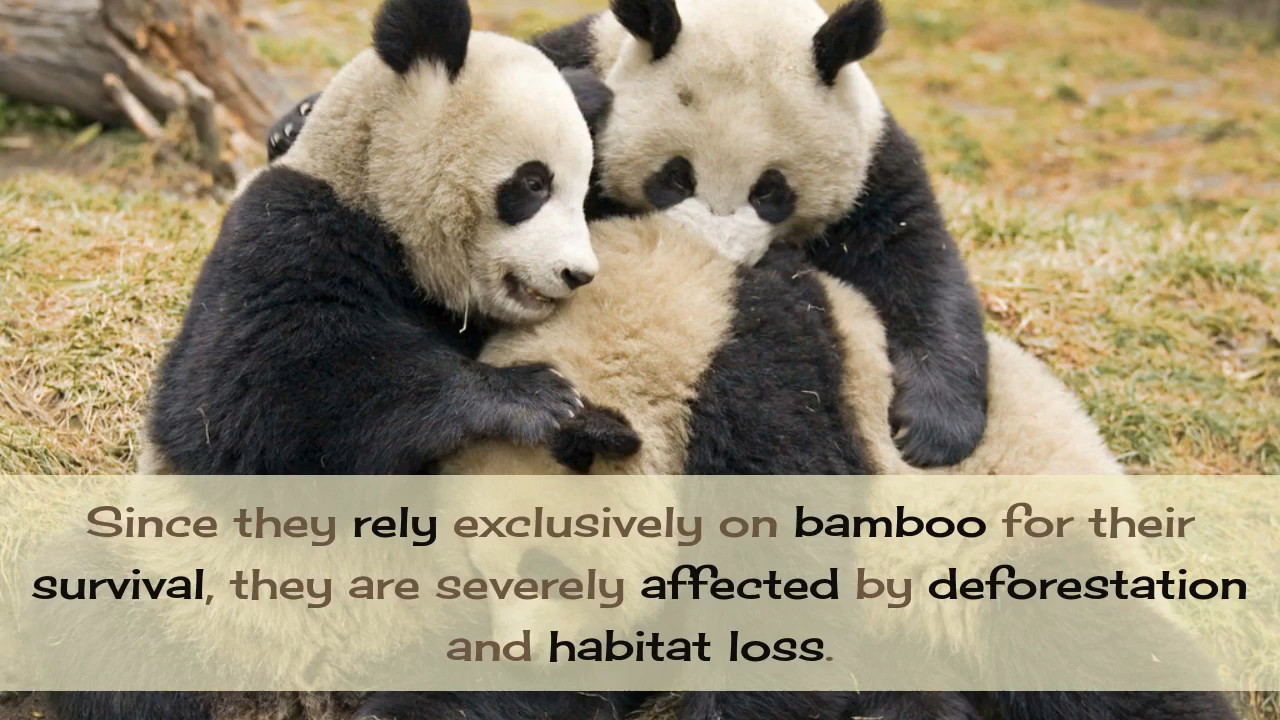 Since they rely exclusively on bamboo for their
survival, they are severely affected by deforestation
and habitat loss.